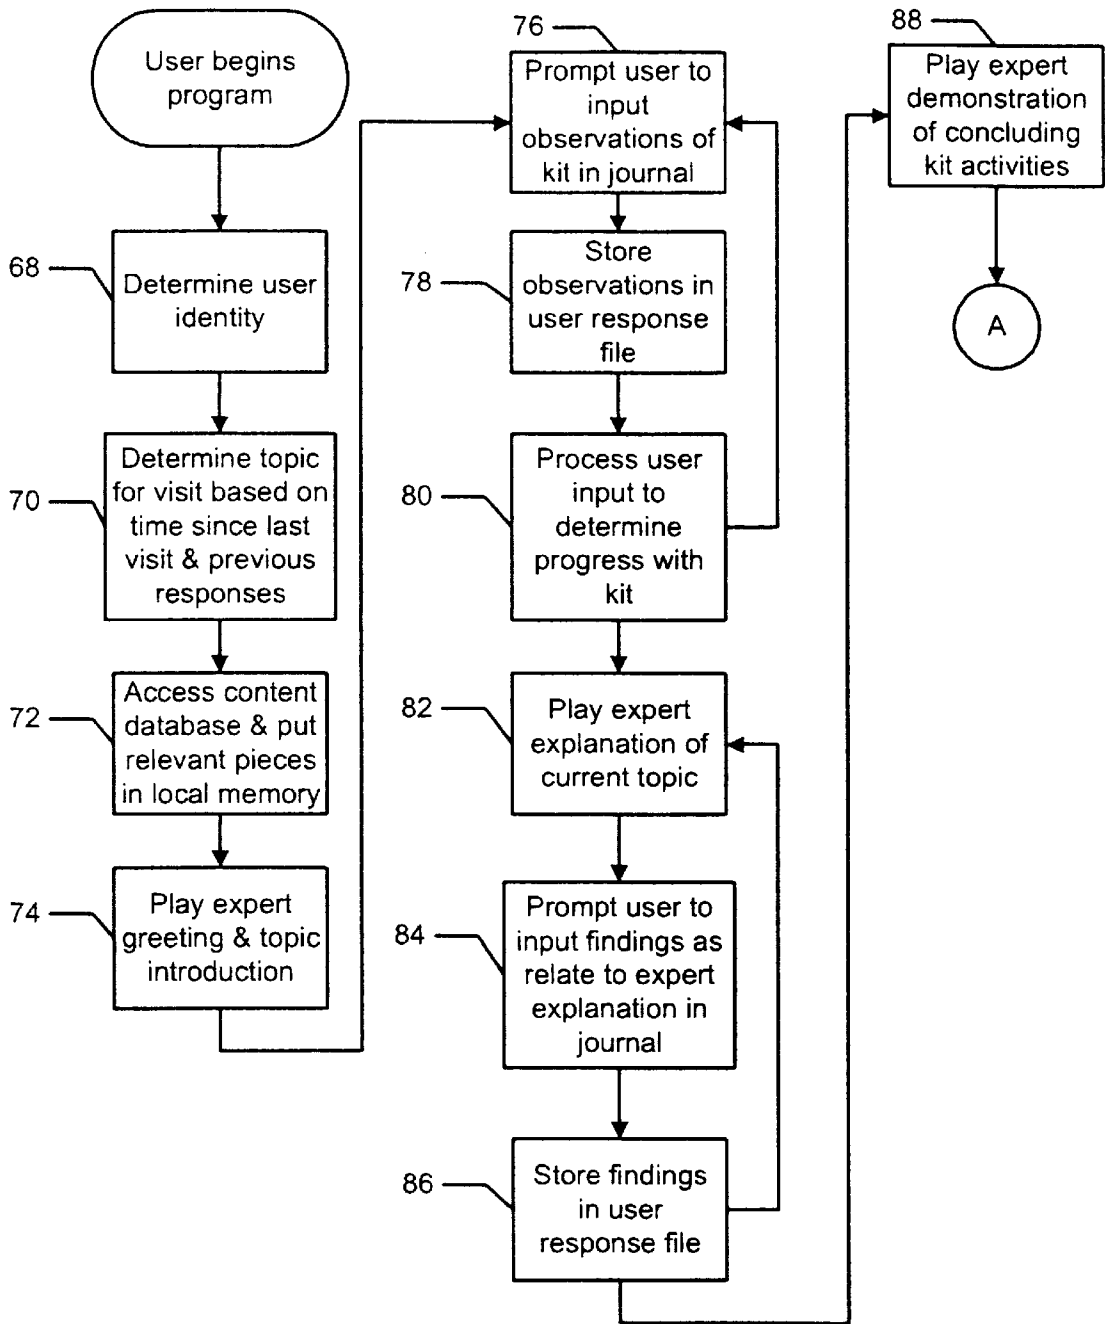 User begins
program
68
Determine user
identity
70
Determine topic
for visit based on
time since last
visit & previous
responses
72
Access content
database & put
relevant pieces
in local memory
74
Play expert
greeting & topic
introduction
76
Prompt user to
input
observations of
kit in journal
78
Store
observations in
user response
file
80
Process user
input to
determine
progress with
kit
82
Play expert
explanation of
current topic
84
Prompt user to
input findings as
relate to expert
explanation in
journal
86
Store findings
in user
response file
88
Play expert
demonstration
of concluding
kit activities
A